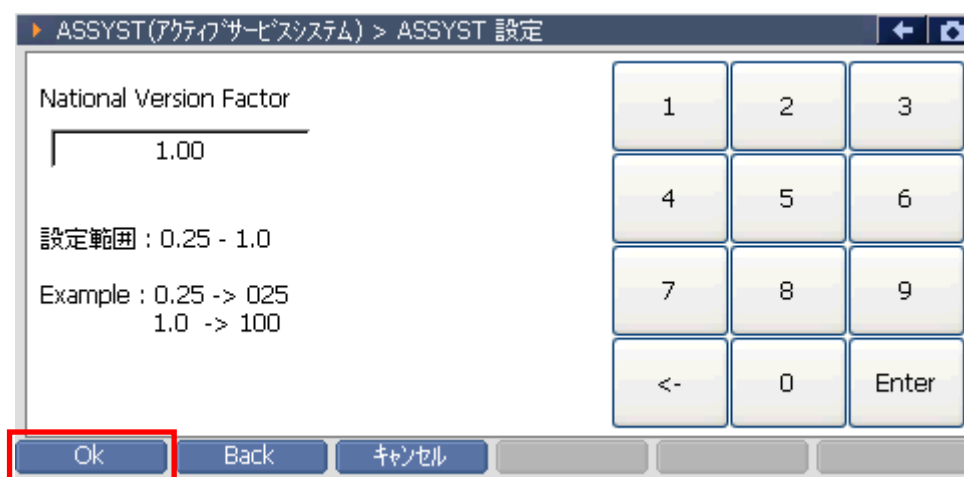 ASSYST(ｱｸﾃｨﾌﾞｻｰﾋﾞｽｼｽﾃﾑ) > ASSYST 設定
National Version Factor
1.00
設定範囲 : 0.25 - 1.0
Example : 0.25 -> 025
1.0 -> 100
1 2 3
4 5 6
7 8 9
<- 0 Enter
Ok Back ｷｬﾝｾﾙ